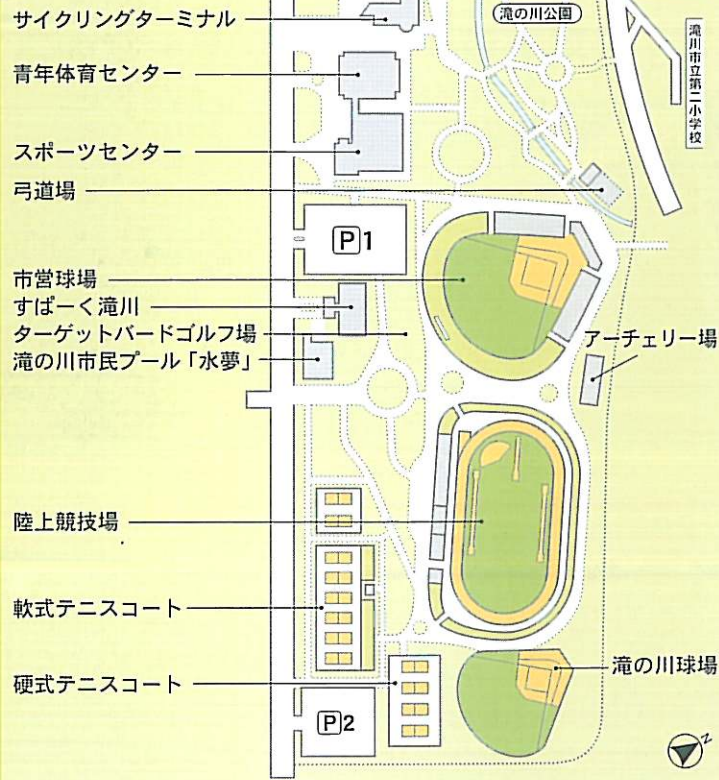 サイクリングターミナル
滝の川公園
滝川市立第二小学校
青年体育センター
スポーツセンター
弓道場
P1
市営球場
すぱーく滝川
ターゲットバードゴルフ場
滝の川市民プール「水夢」
アーチェリー場
陸上競技場
軟式テニスコート
硬式テニスコート
滝の川球場
P2
N